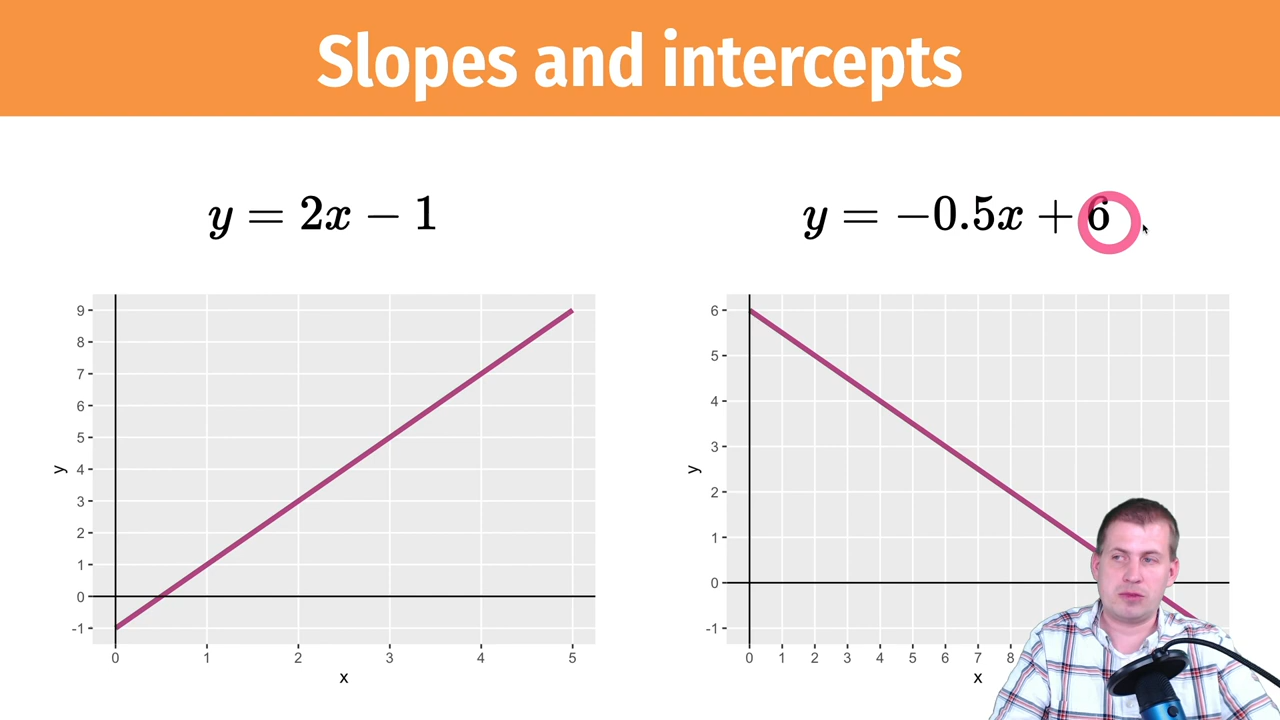 Slopes and intercepts
y = 2x − 1
y = −0.5x + 6
9
8
7
6
5
4
3
2
1
0
-1
y
0 1 2 3 4 5
x
6
5
4
3
2
1
0
-1
y
0 1 2 3 4 5 6 7 8
x